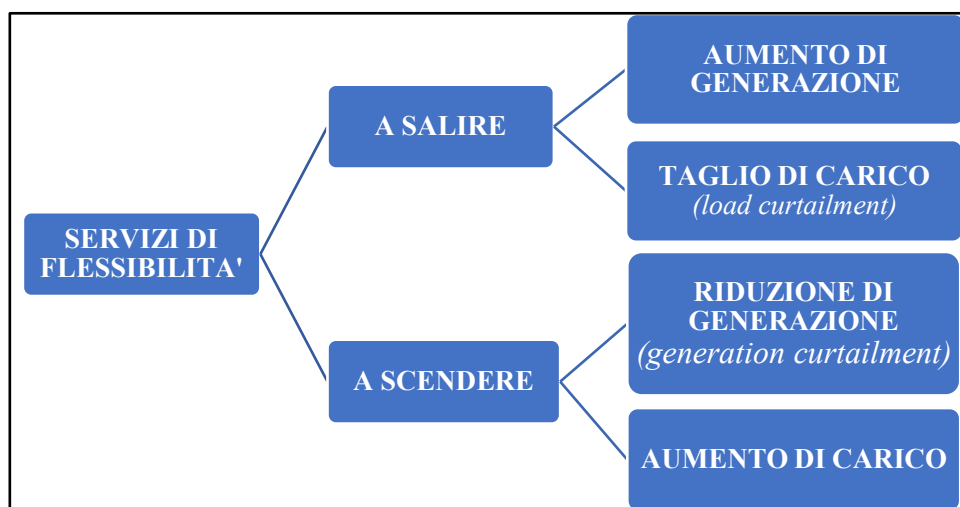 SERVIZI DI
FLESSIBILITA'
A SALIRE
AUMENTO DI
GENERAZIONE
TAGLIO DI CARICO
(load curtailment)
A SCENDERE
RIDUZIONE DI
GENERAZIONE
(generation curtailment)
AUMENTO DI CARICO